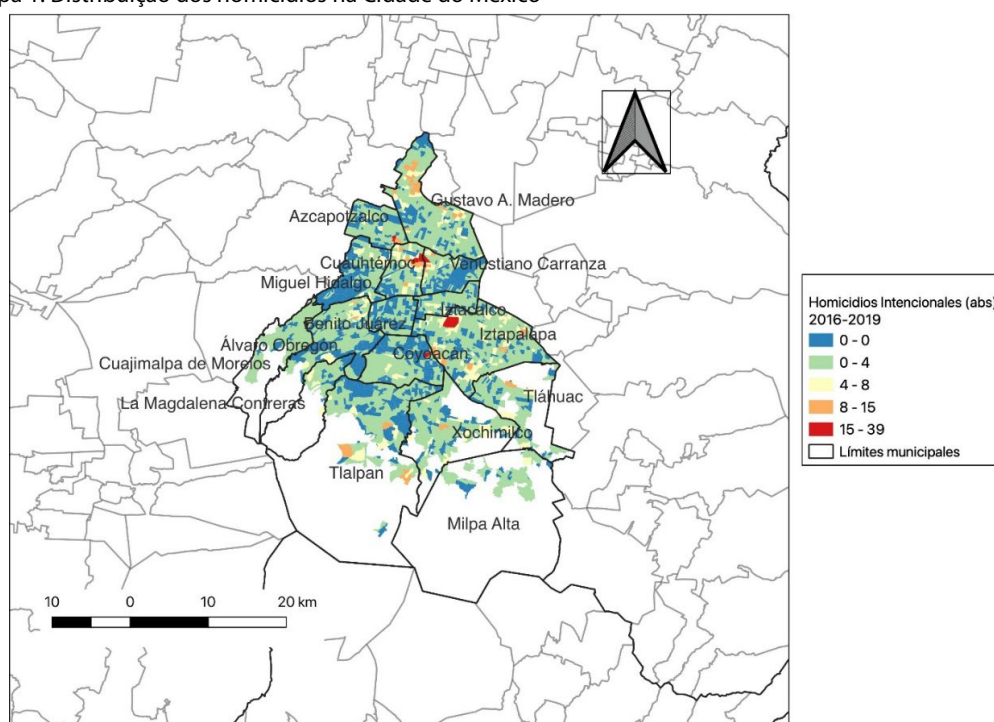 pa 1. Distribuição dos homicídios na Cidade do México
Gustavo A. Madero
Azcapotzalco
Cuauhtémoc
Venustiano Carranza
Miguel Hidalgo
Iztacalco
Benito Juárez
Iztapalapa
Álvaro Obregón
Coyoacán
Cuajimalpa de Morelos
Tláhuac
La Magdalena Contreras
Xochimilco
Tlalpan
Milpa Alta
10 0 10 20 km
Homicidios Intencionales (abs)
2016-2019
0 - 0
0 - 4
4 - 8
8 - 15
15 - 39
Límites municipales